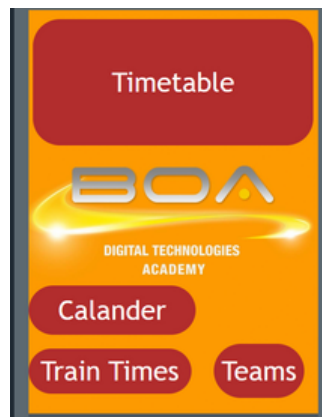 Timetable
BOA
DIGITAL TECHNOLOGIES
ACADEMY
Calander
Train Times Teams